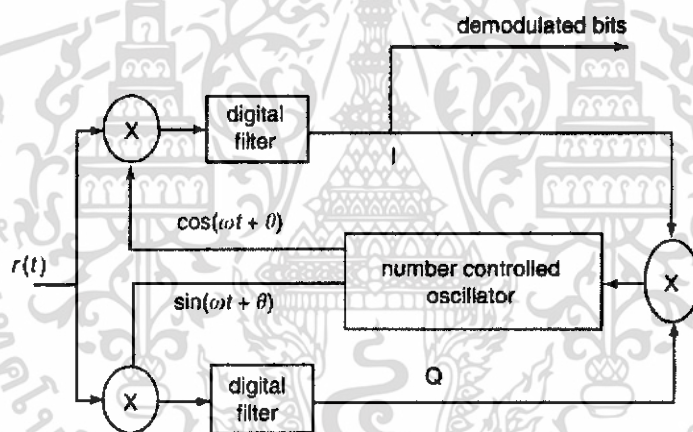 demodulated bits
X
digital
filter
I
cos(ωt + θ)
r(t)
number controlled
oscillator
X
sin(ωt + θ)
X
digital
filter
Q